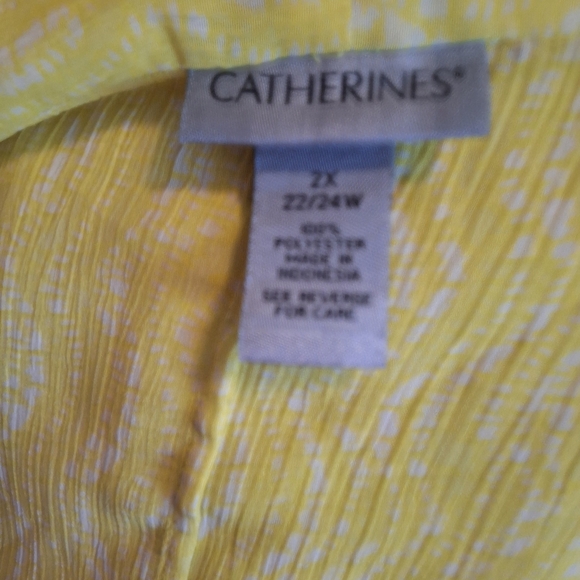 CATHERINES®
2X
22/24W
100%
POLYESTER
MADE IN
INDONESIA
SEE REVERSE
FOR CARE